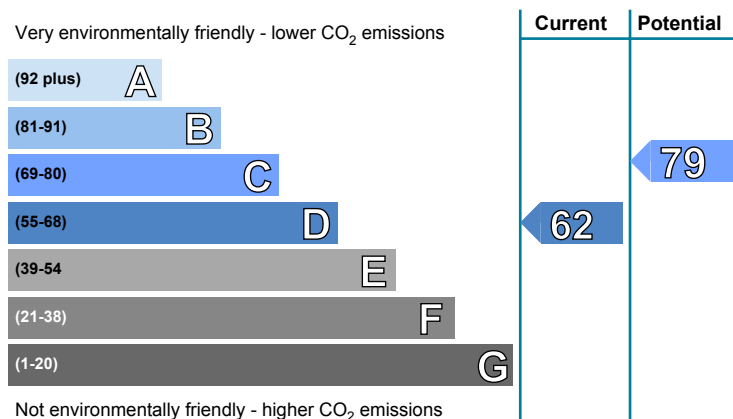 Very environmentally friendly - lower CO₂ emissions
Current
Potential
(92 plus) A
(81-91) B
(69-80) C
79
(55-68) D
62
(39-54 E
(21-38) F
(1-20) G
Not environmentally friendly - higher CO₂ emissions